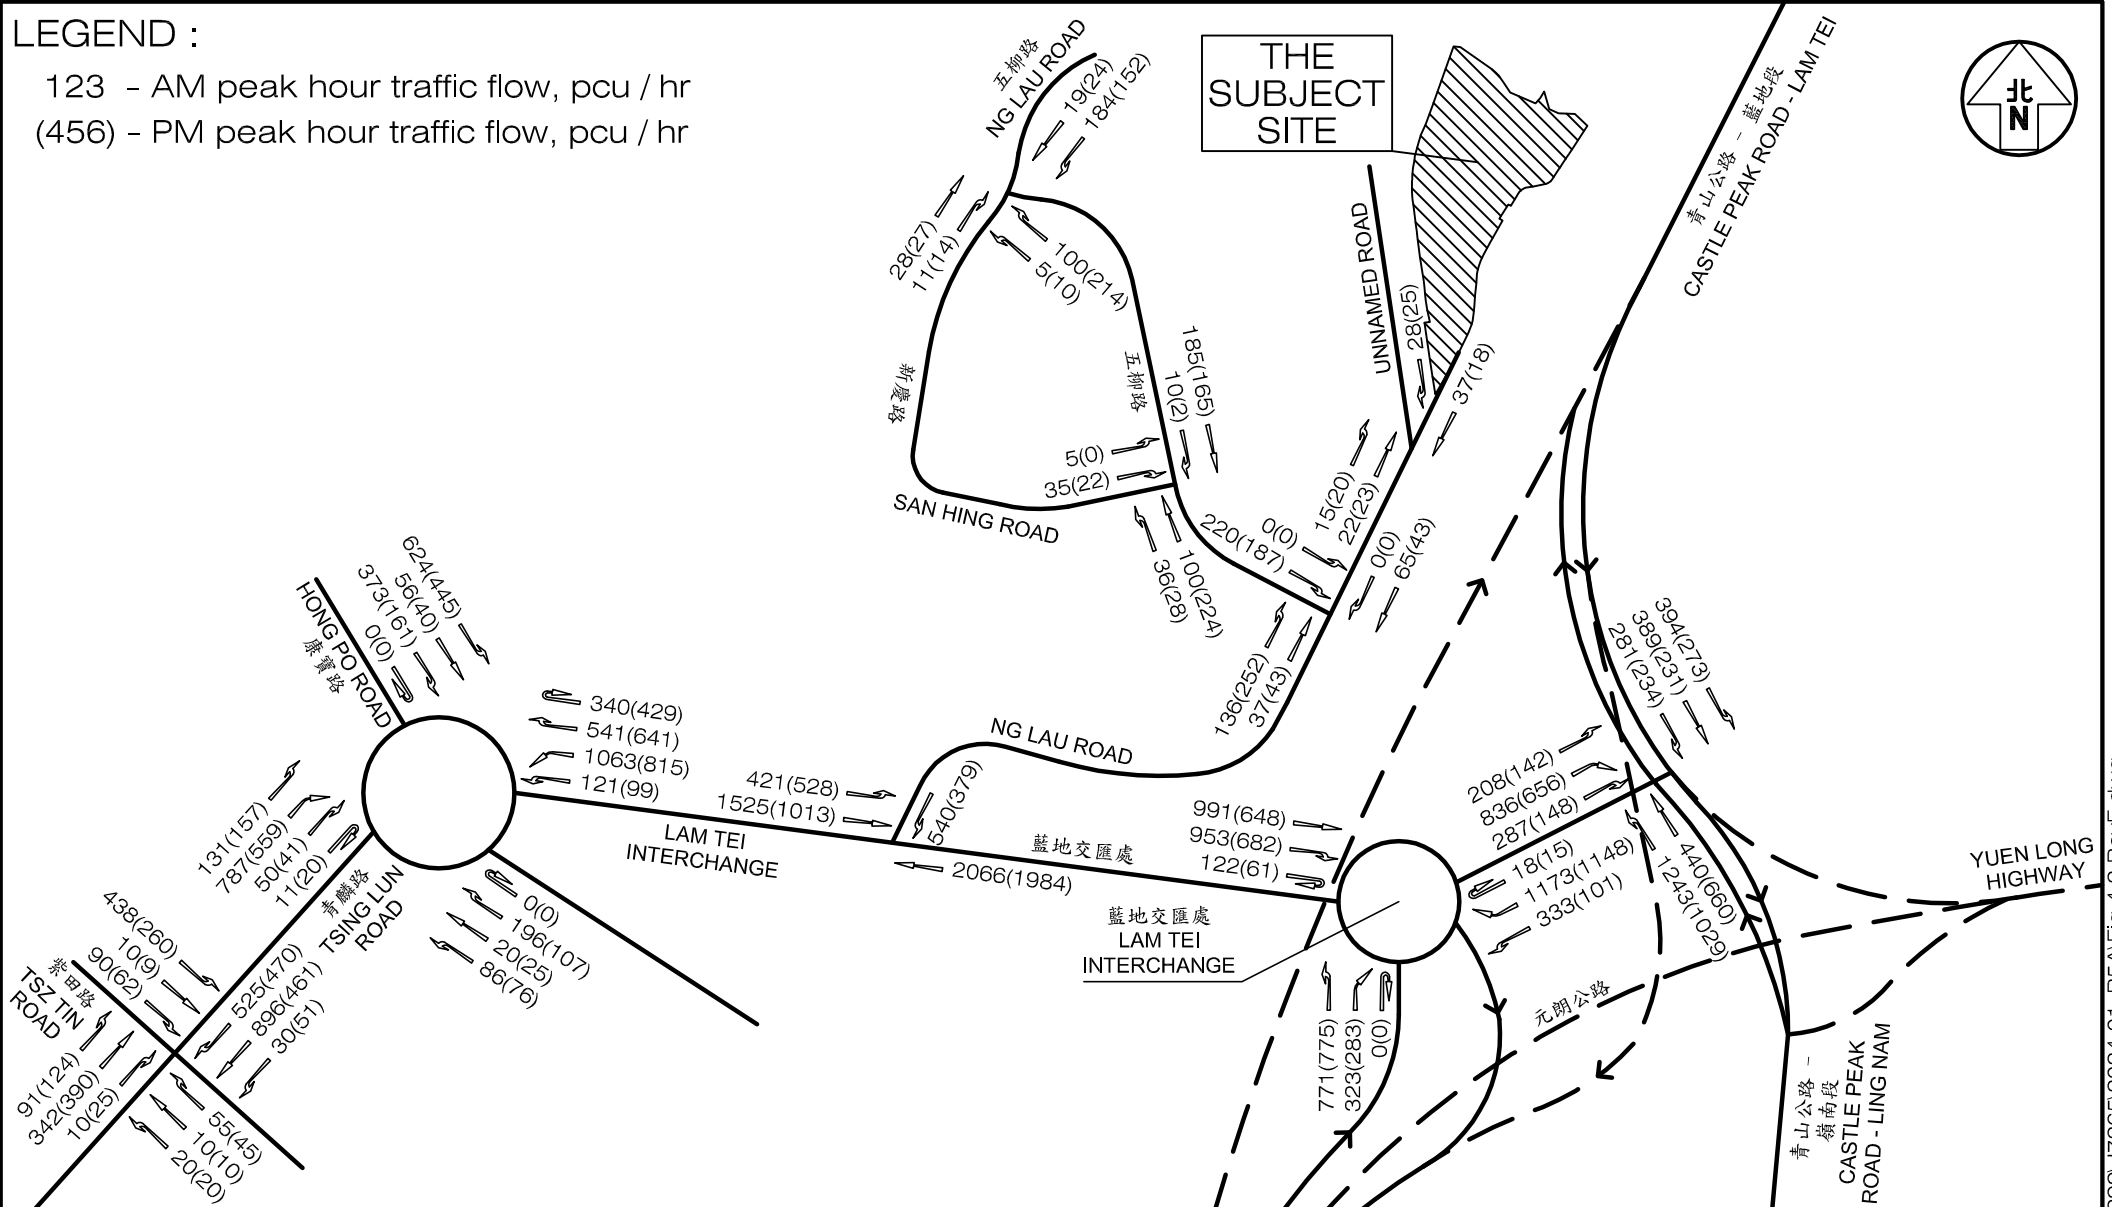 LEGEND :
123 - AM peak hour traffic flow, pcu / hr
(456) - PM peak hour traffic flow, pcu / hr
五柳路
NG LAU ROAD
19(24)
184(152)
THE
SUBJECT
SITE
青山公路 - 藍地段
CASTLE PEAK ROAD - LAM TEI
北
N
28(27)
11(14)
100(214)
5(10)
UNNAMED ROAD
28(25)
37(18)
新慶路
五柳路
185(165)
10(2)
5(0)
35(22)
SAN HING ROAD
100(224)
36(28)
0(0)
220(187)
15(20)
22(23)
0(0)
65(43)
136(252)
37(43)
HONG PO ROAD
康寶路
624(445)
56(40)
373(161)
0(0)
340(429)
541(641)
1063(815)
121(99)
421(528)
1525(1013)
NG LAU ROAD
540(379)
LAM TEI
INTERCHANGE
藍地交匯處
2066(1984)
991(648)
953(682)
122(61)
394(273)
389(231)
281(234)
208(142)
836(656)
287(148)
18(15)
1173(1148)
333(101)
440(660)
1243(1029)
YUEN LONG
HIGHWAY
藍地交匯處
LAM TEI
INTERCHANGE
771(775)
323(283)
0(0)
元朗公路
青山公路 -
嶺南段
CASTLE PEAK
ROAD - LING NAM
131(157)
787(559)
50(41)
11(20)
青麟路
TSING LUN
ROAD
0(0)
196(107)
20(25)
86(76)
438(260)
10(9)
90(62)
紫田路
TSZ TIN
ROAD
525(470)
896(461)
30(51)
91(124)
342(390)
10(25)
55(45)
10(10)
20(20)